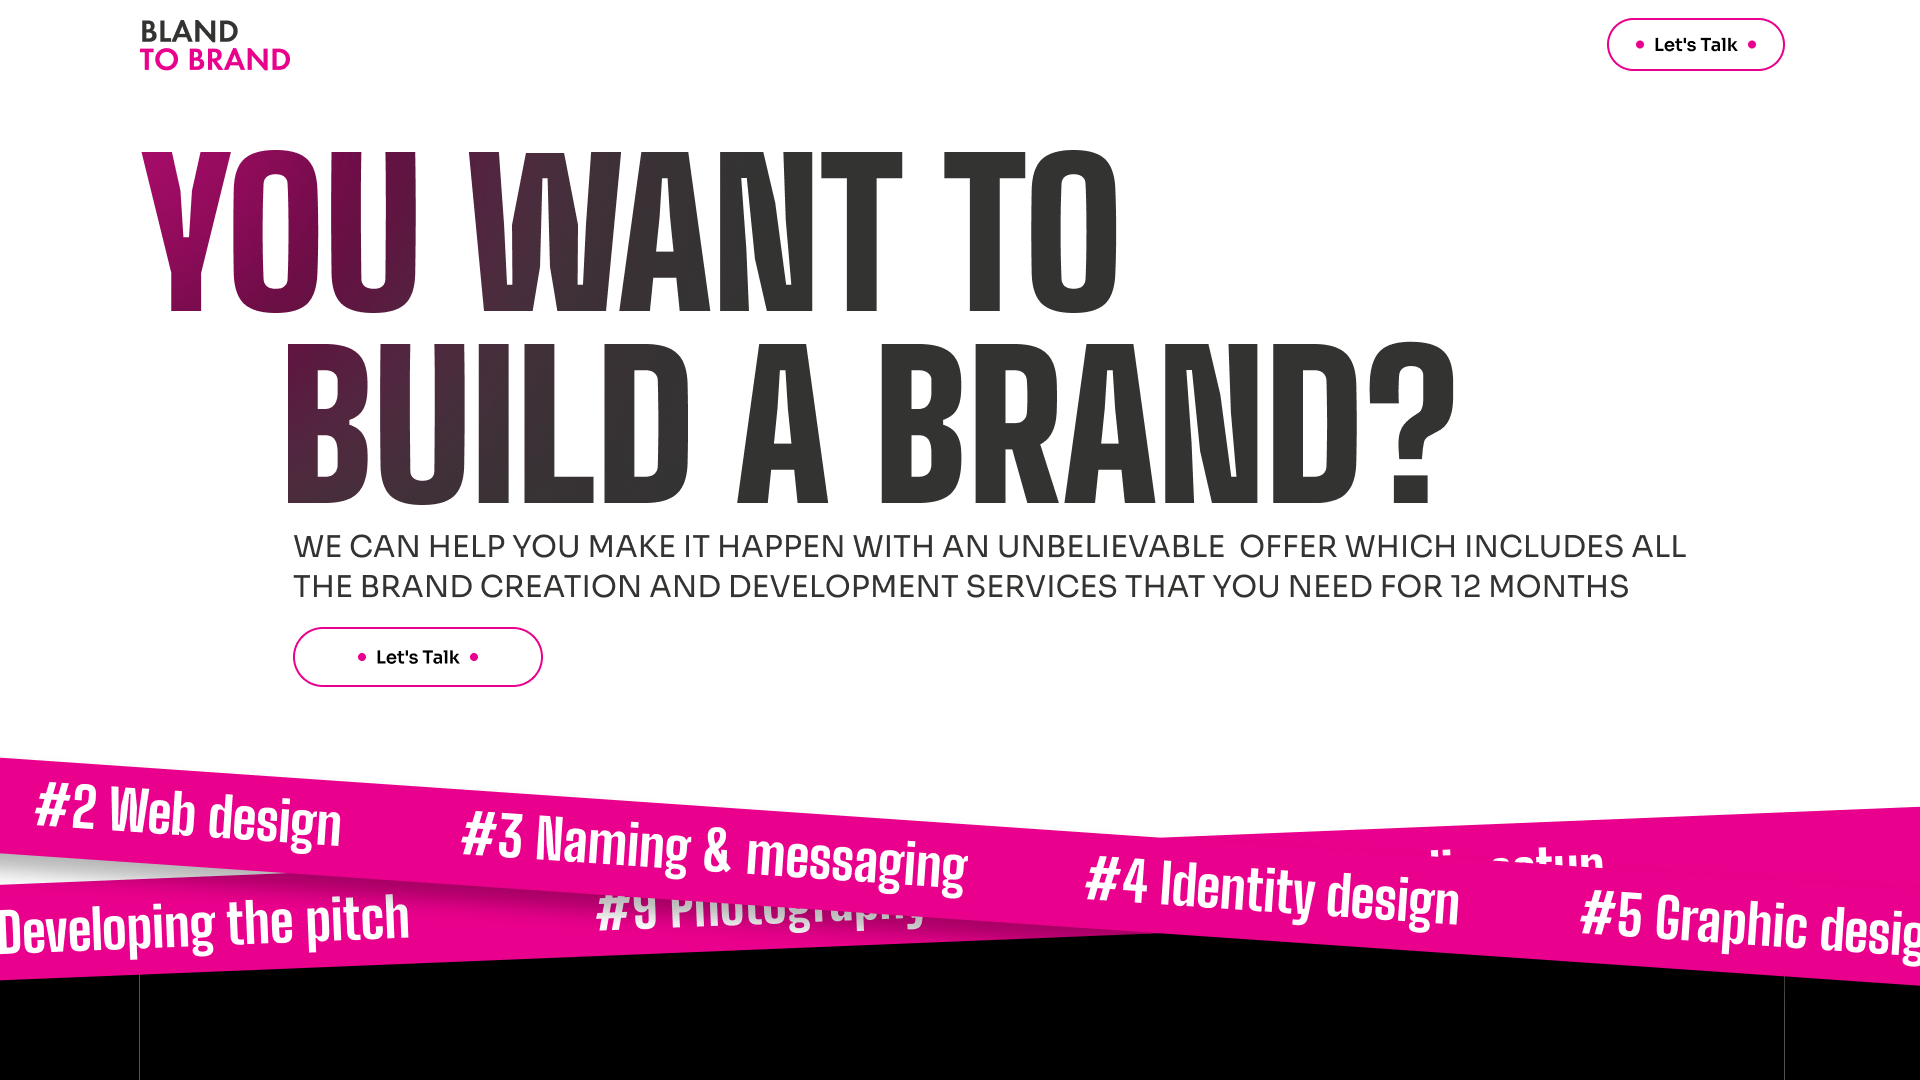 BLAND
TO BRAND
Let's Talk
YOU WANT TO
BUILD A BRAND?
WE CAN HELP YOU MAKE IT HAPPEN WITH AN UNBELIEVABLE OFFER WHICH INCLUDES ALL
THE BRAND CREATION AND DEVELOPMENT SERVICES THAT YOU NEED FOR 12 MONTHS
Let's Talk
#2 Web design #3 Naming & messaging #4 Identity design #5 Graphic desig
Developing the pitch #9 Photography setup